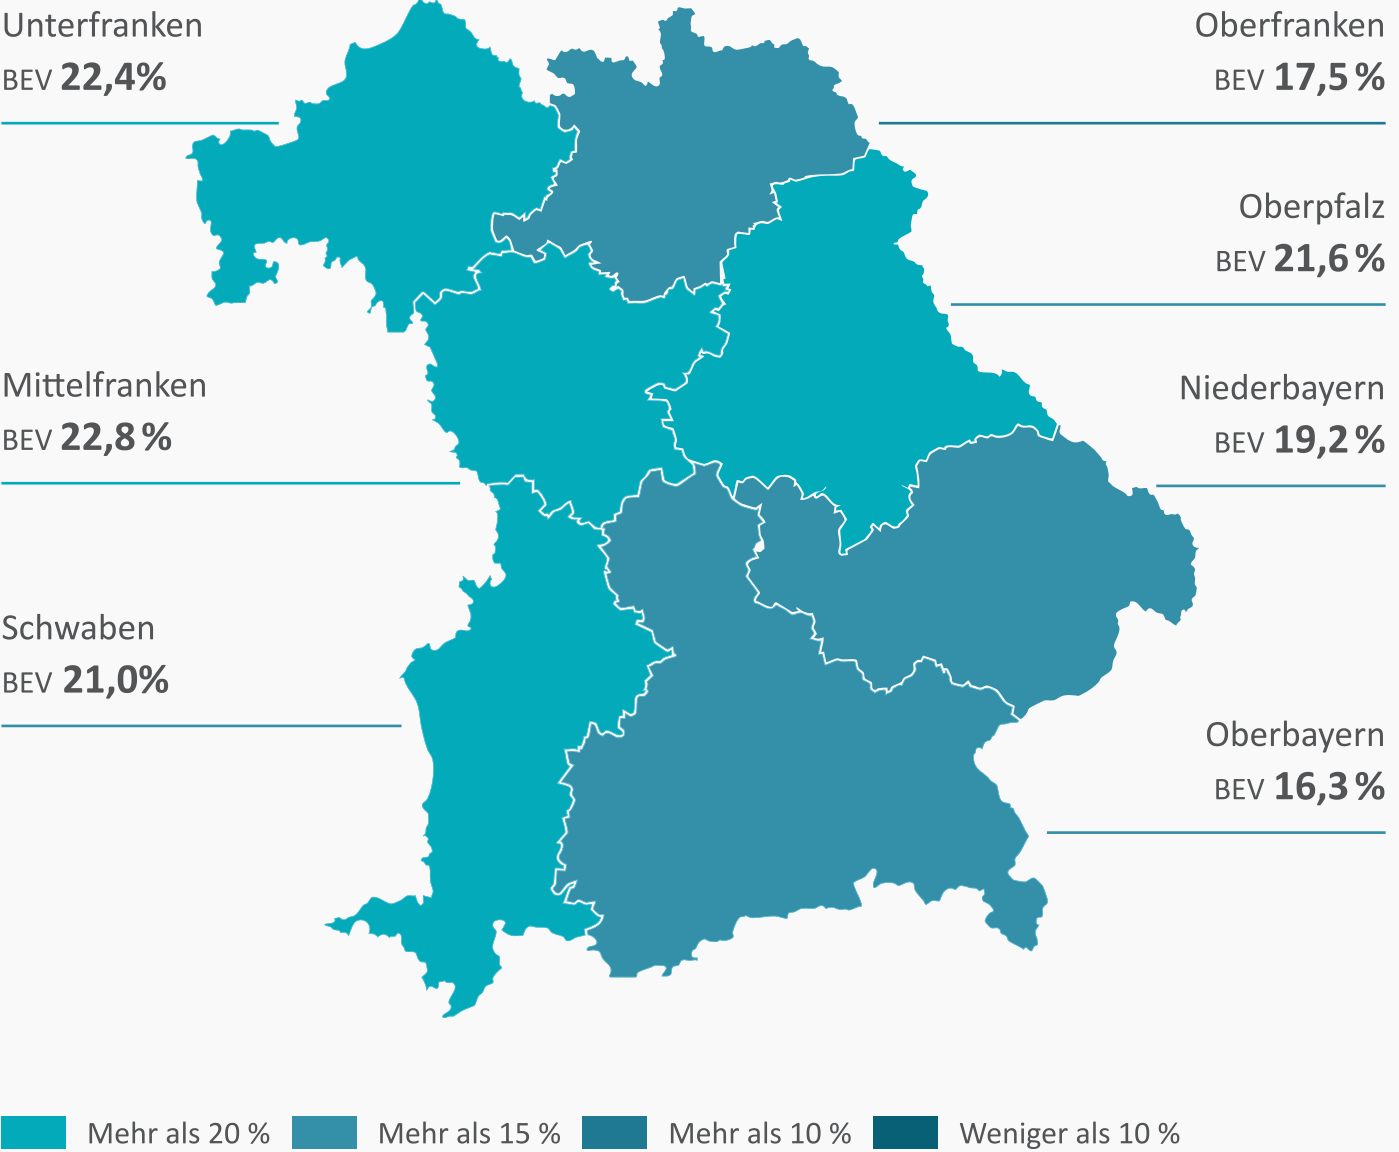 Unterfranken
BEV 22,4%
Oberfranken
BEV 17,5 %
Oberpfalz
BEV 21,6 %
Mittelfranken
BEV 22,8 %
Niederbayern
BEV 19,2 %
Schwaben
BEV 21,0%
Oberbayern
BEV 16,3 %
Mehr als 20 %
Mehr als 15 %
Mehr als 10 %
Weniger als 10 %